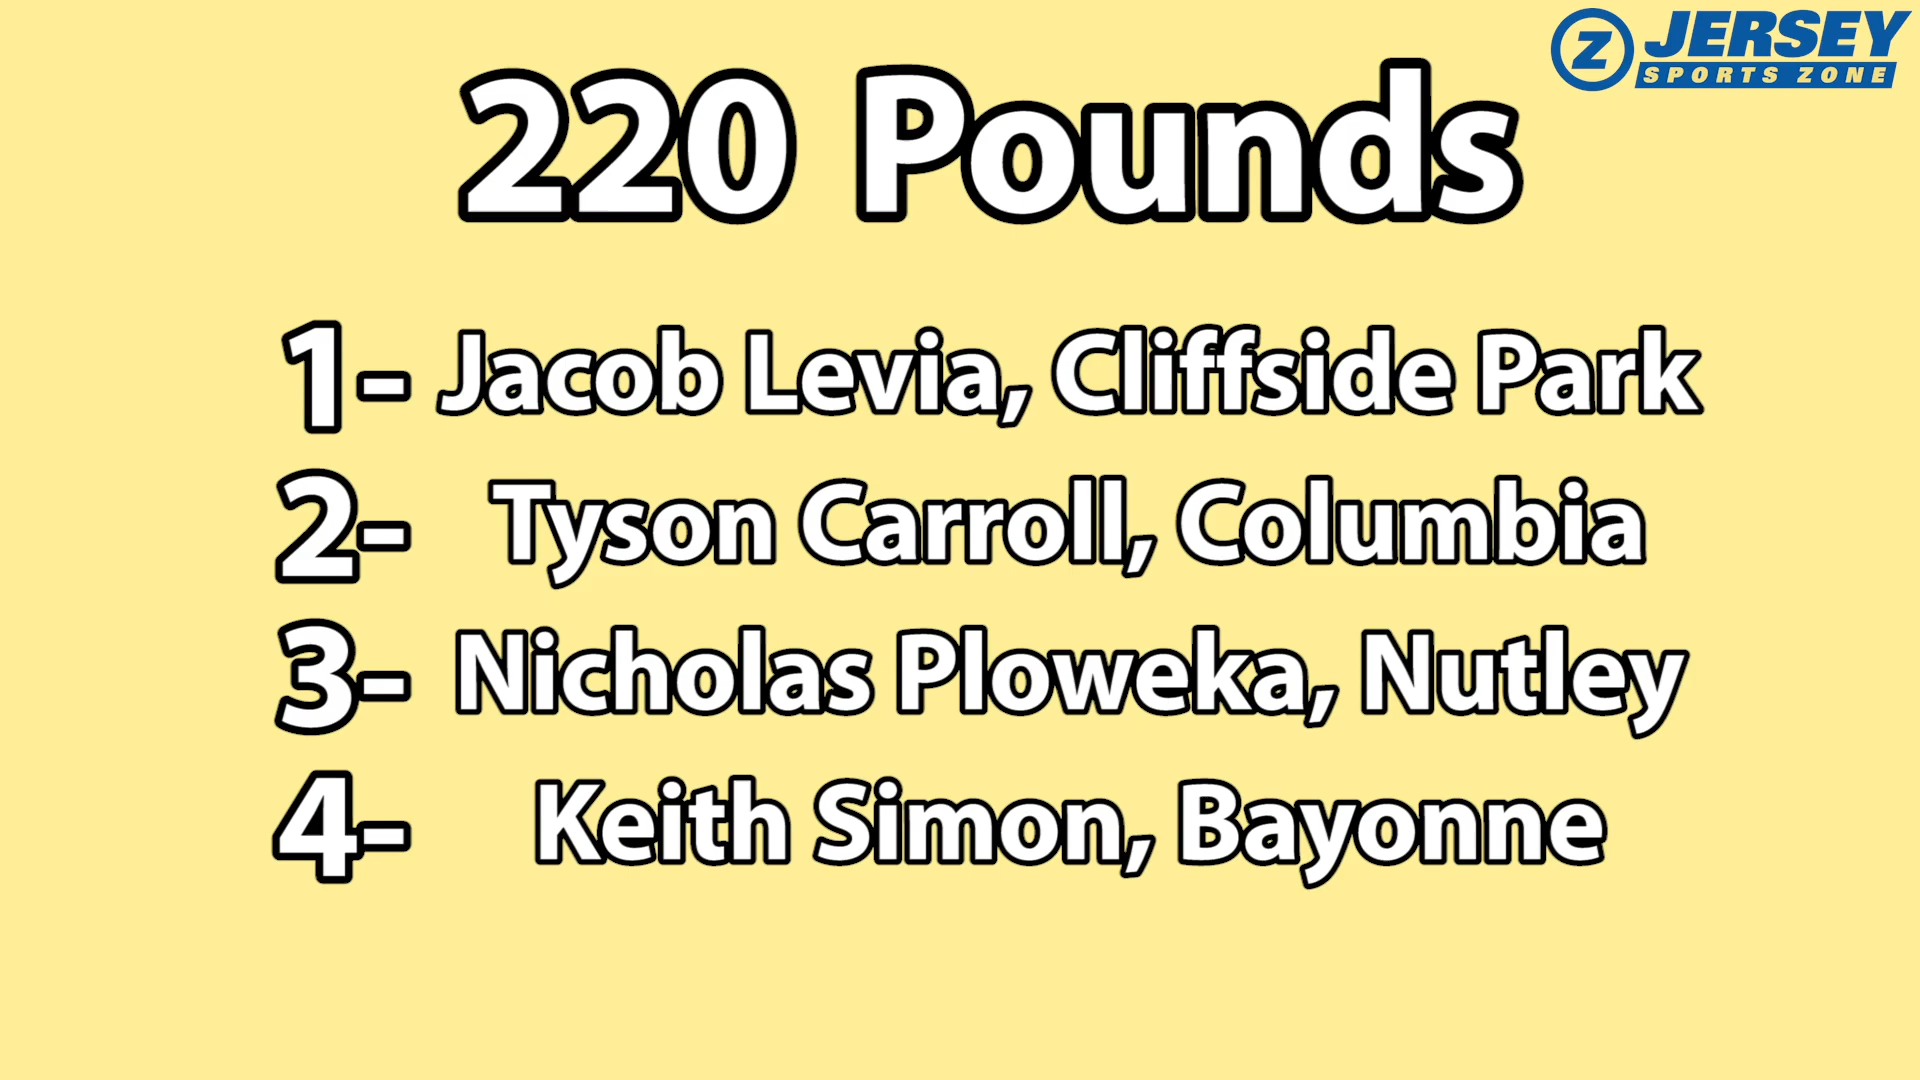 Z JERSEY
SPORTS ZONE
220 Pounds
1- Jacob Levia, Cliffside Park
2- Tyson Carroll, Columbia
3- Nicholas Ploweka, Nutley
4- Keith Simon, Bayonne